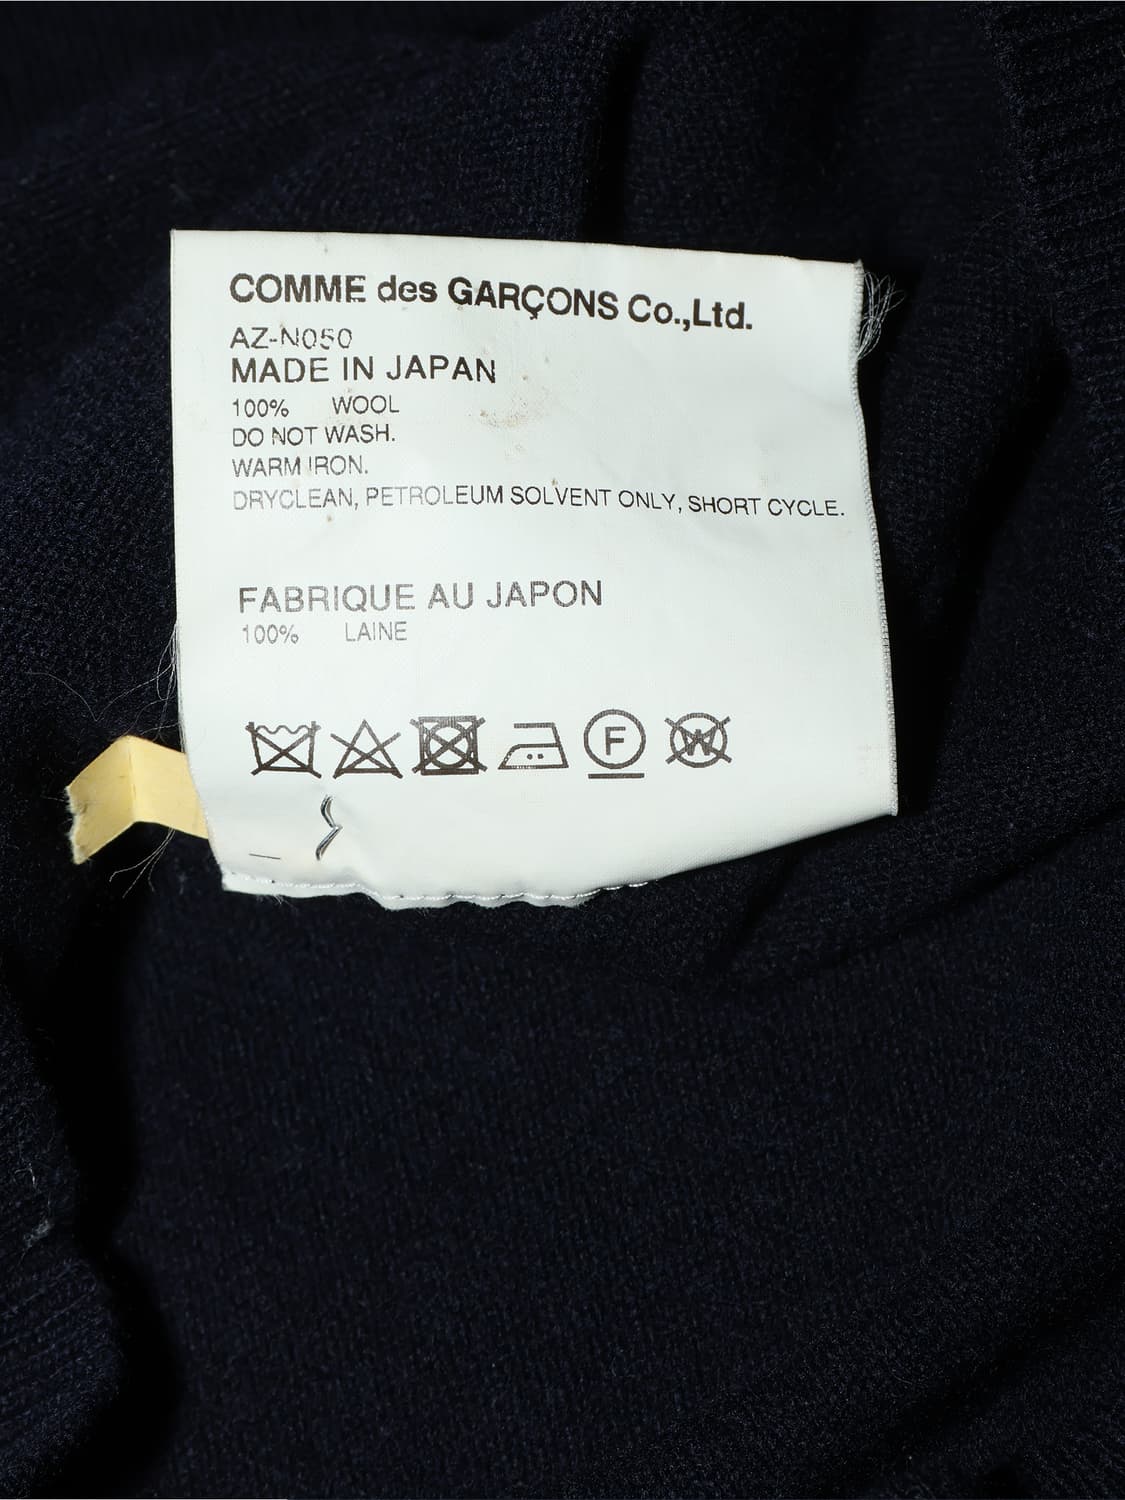 COMME des GARÇONS Co.,Ltd.
AZ-N050
MADE IN JAPAN
100% WOOL
DO NOT WASH.
WARM IRON.
DRYCLEAN, PETROLEUM SOLVENT ONLY, SHORT CYCLE.
FABRIQUE AU JAPON
100% LAINE
F W